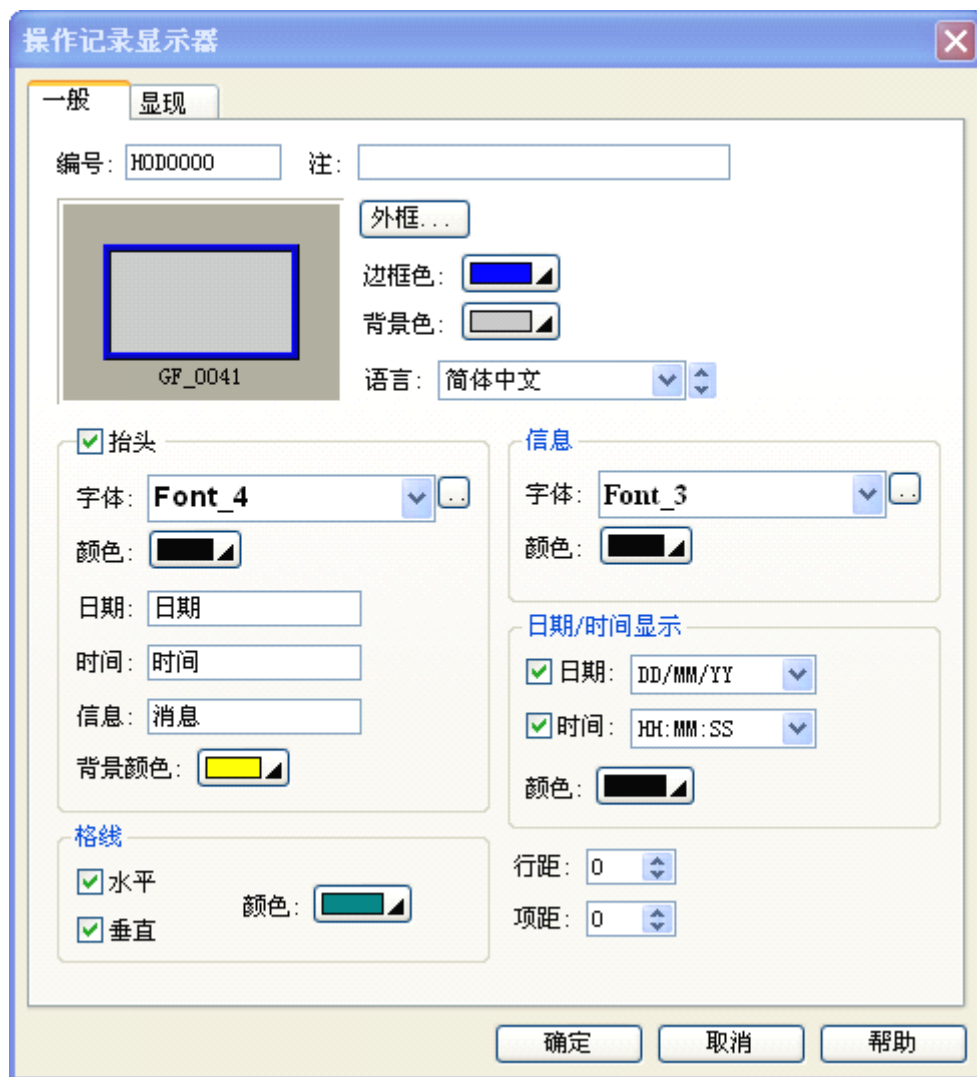 操作记录显示器
一般 显现
编号: HOD0000 注:
外框...
边框色:
背景色:
GF_0041
语言: 简体中文
抬头
字体: Font_4 ..
颜色:
日期: 日期
时间: 时间
信息: 消息
背景颜色:
信息
字体: Font_3 ..
颜色:
日期/时间显示
日期: DD/MM/YY
时间: HH:MM:SS
颜色:
格线
水平
垂直
颜色:
行距: 0
项距: 0
确定 取消 帮助